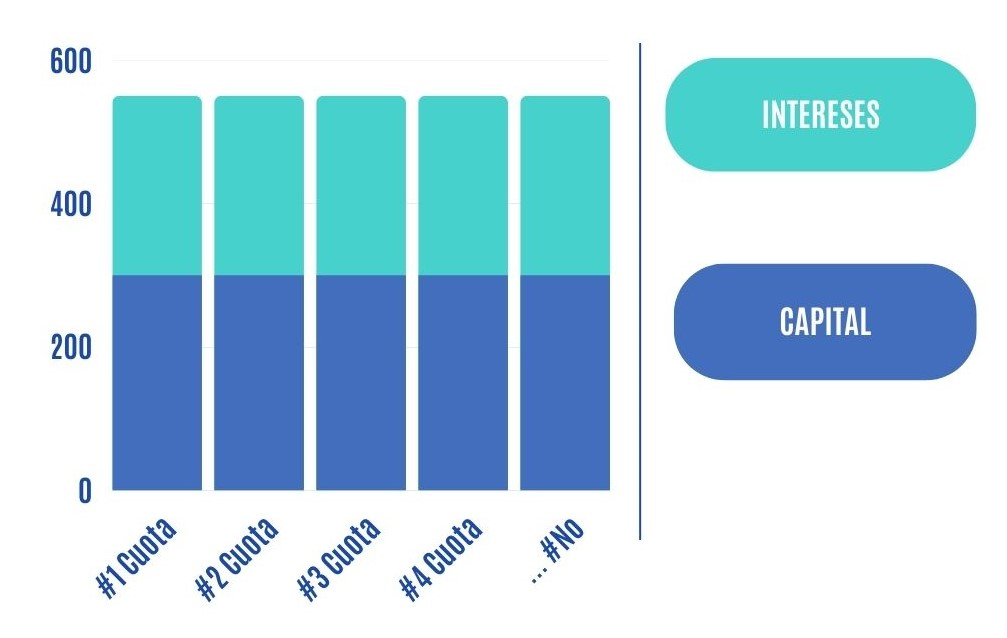 600
400
200
0
#1 Cuota
#2 Cuota
#3 Cuota
#4 Cuota
... #No
INTERESES
CAPITAL